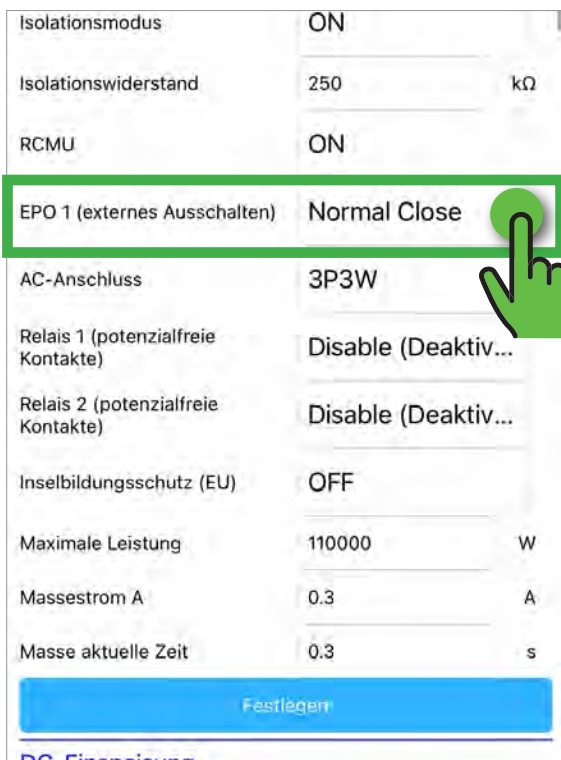 Isolationsmodus ON
Isolationswiderstand 250 kΩ
RCMU ON
EPO 1 (externes Ausschalten) Normal Close
AC-Anschluss 3P3W
Relais 1 (potenzialfreie
Kontakte) Disable (Deaktiv...
Relais 2 (potenzialfreie
Kontakte) Disable (Deaktiv...
Inselbildungsschutz (EU) OFF
Maximale Leistung 110000 W
Massestrom A 0.3 A
Masse aktuelle Zeit 0.3 s
Festlegen